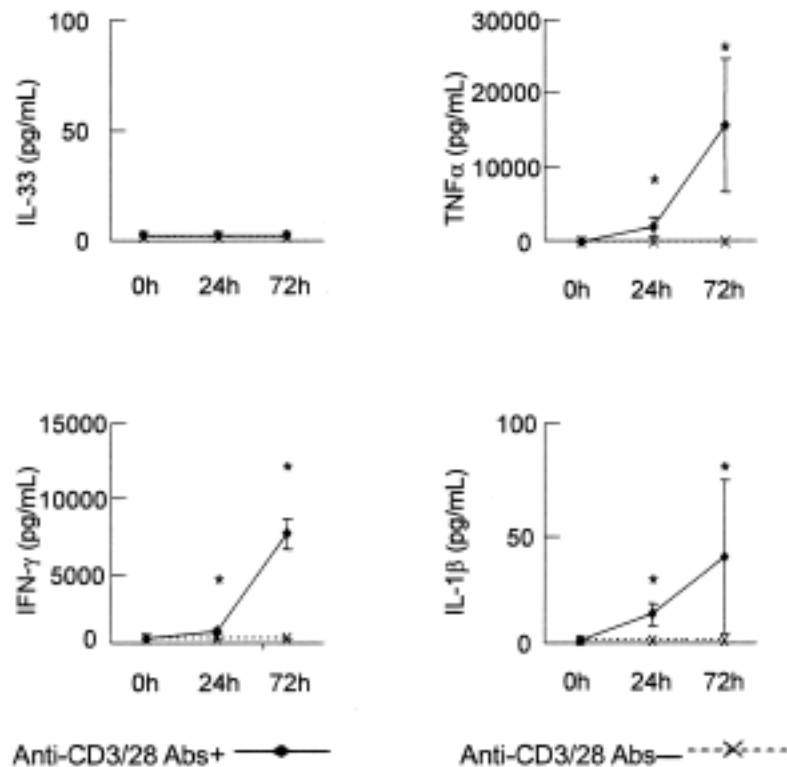 IL-33 (pg/mL)
100
50
0
0h 24h 72h
TNFα (pg/mL)
30000
20000
10000
0
*
*
0h 24h 72h
IFN-γ (pg/mL)
15000
10000
5000
0
*
*
0h 24h 72h
IL-1β (pg/mL)
100
50
0
*
*
0h 24h 72h
Anti-CD3/28 Abs+
Anti-CD3/28 Abs—